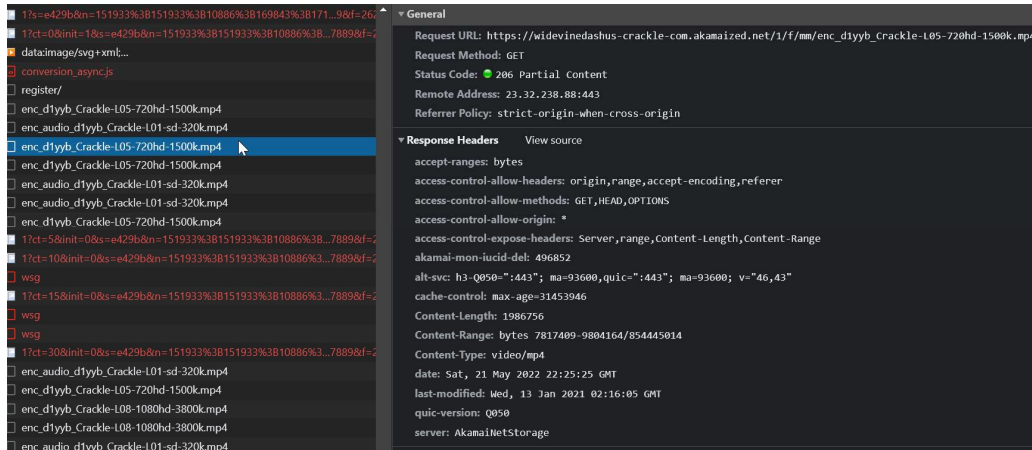 1?s=e429b&n=151933%3B151933%3B10886%3B169843%3B171...9&f=262
1?ct=0&init=1&s=e429b&n=151933%3B151933%3B10886%3B...7889&f=2
data:image/svg+xml;...
conversion_async.js
register/
enc_d1yyb_Crackle-L05-720hd-1500k.mp4
enc_audio_d1yyb_Crackle-L01-sd-320k.mp4
enc_d1yyb_Crackle-L05-720hd-1500k.mp4
enc_d1yyb_Crackle-L05-720hd-1500k.mp4
enc_audio_d1yyb_Crackle-L01-sd-320k.mp4
enc_audio_d1yyb_Crackle-L01-sd-320k.mp4
enc_d1yyb_Crackle-L05-720hd-1500k.mp4
1?ct=5&init=0&s=e429b&n=151933%3B151933%3B10886%3B...7889&f=2
1?ct=10&init=0&s=e429b&n=151933%3B151933%3B10886%3...7889&f=2
wsg
1?ct=15&init=0&s=e429b&n=151933%3B151933%3B10886%3...7889&f=2
wsg
wsg
1?ct=30&init=0&s=e429b&n=151933%3B151933%3B10886%3...7889&f=2
enc_audio_d1yyb_Crackle-L01-sd-320k.mp4
enc_d1yyb_Crackle-L05-720hd-1500k.mp4
enc_d1yyb_Crackle-L08-1080hd-3800k.mp4
enc_d1yyb_Crackle-L08-1080hd-3800k.mp4
enc_audio_d1yyb_Crackle-L01-sd-320k.mp4
General
Request URL: https://widevinedashus-crackle-com.akamaized.net/1/f/mm/enc_d1yyb_Crackle-L05-720hd-1500k.mp4
Request Method: GET
Status Code: 206 Partial Content
Remote Address: 23.32.238.88:443
Referrer Policy: strict-origin-when-cross-origin
Response Headers View source
accept-ranges: bytes
access-control-allow-headers: origin,range,accept-encoding,referer
access-control-allow-methods: GET,HEAD,OPTIONS
access-control-allow-origin: *
access-control-expose-headers: Server,range,Content-Length,Content-Range
akamai-mon-iucid-del: 496852
alt-svc: h3-Q050=":443"; ma=93600,quic=":443"; ma=93600; v="46,43"
cache-control: max-age=31453946
Content-Length: 1986756
Content-Range: bytes 7817409-9804164/854445014
Content-Type: video/mp4
date: Sat, 21 May 2022 22:25:25 GMT
last-modified: Wed, 13 Jan 2021 02:16:05 GMT
quic-version: Q050
server: AkamaiNetStorage